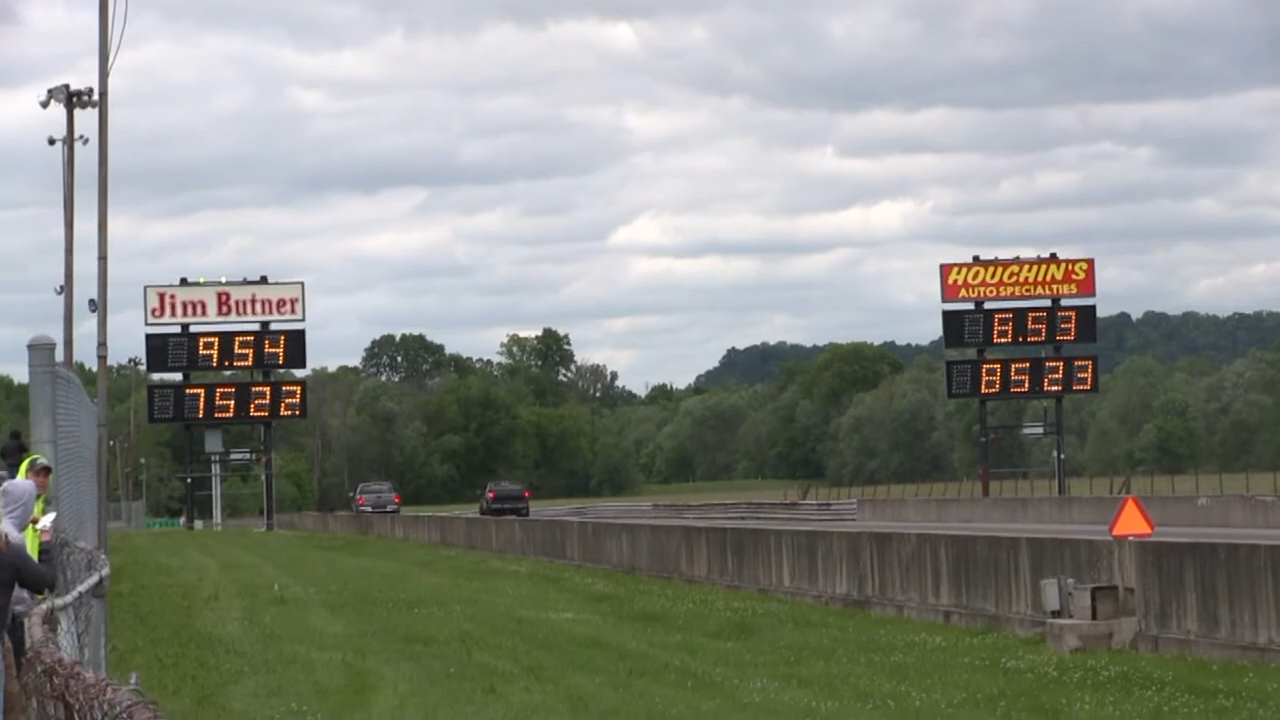 Jim Butner
9.54
75.22
HOUCHIN'S
AUTO SPECIALTIES
8.53
85.23